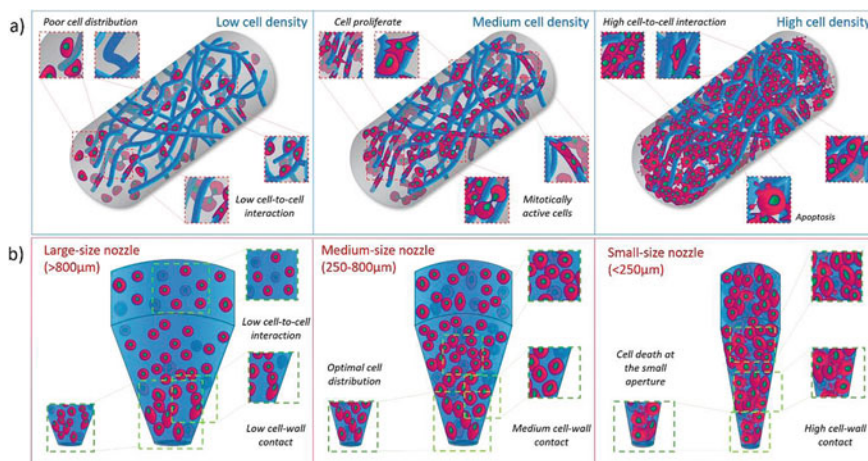 a)
Low cell density
Poor cell distribution
Low cell-to-cell
interaction
Medium cell density
Cell proliferate
Mitotically
active cells
High cell density
High cell-to-cell interaction
Apoptosis
b)
Large-size nozzle
(>800µm)
Low cell-to-cell
interaction
Low cell-wall
contact
Medium-size nozzle
(250-800µm)
Optimal cell
distribution
Medium cell-wall
contact
Small-size nozzle
(<250µm)
Cell death at
the small
aperture
High cell-wall
contact